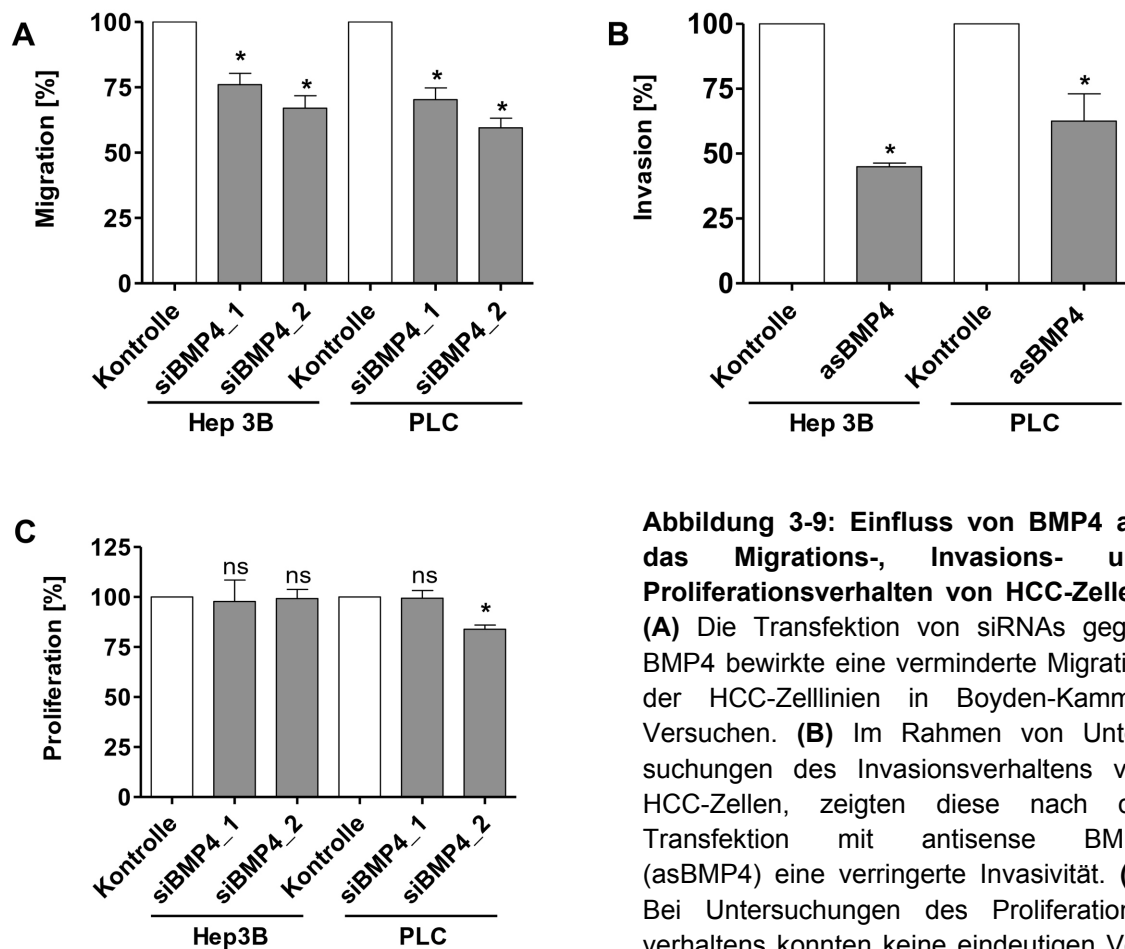 A
Migration [%]
100
75
50
25
0
* * * *
Kontrolle
siBMP4_1
siBMP4_2
Kontrolle
siBMP4_1
siBMP4_2
Hep 3B PLC
B
Invasion [%]
100
75
50
25
0
* *
Kontrolle
asBMP4
Kontrolle
asBMP4
Hep 3B PLC
C
Proliferation [%]
125
100
75
50
25
0
ns ns ns *
Kontrolle
siBMP4_1
siBMP4_2
Kontrolle
siBMP4_1
siBMP4_2
Hep3B PLC
Abbildung 3-9: Einfluss von BMP4 a
das Migrations-, Invasions- u
Proliferationsverhalten von HCC-Zelle
(A) Die Transfektion von siRNAs geg
BMP4 bewirkte eine verminderte Migrati
der HCC-Zelllinien in Boyden-Kamm
Versuchen. (B) Im Rahmen von Unte
suchungen des Invasionsverhaltens v
HCC-Zellen, zeigten diese nach
Transfektion mit antisense BM
(asBMP4) eine verringerte Invasivität. (
Bei Untersuchungen des Proliferation
verhaltens konnten keine eindeutigen V